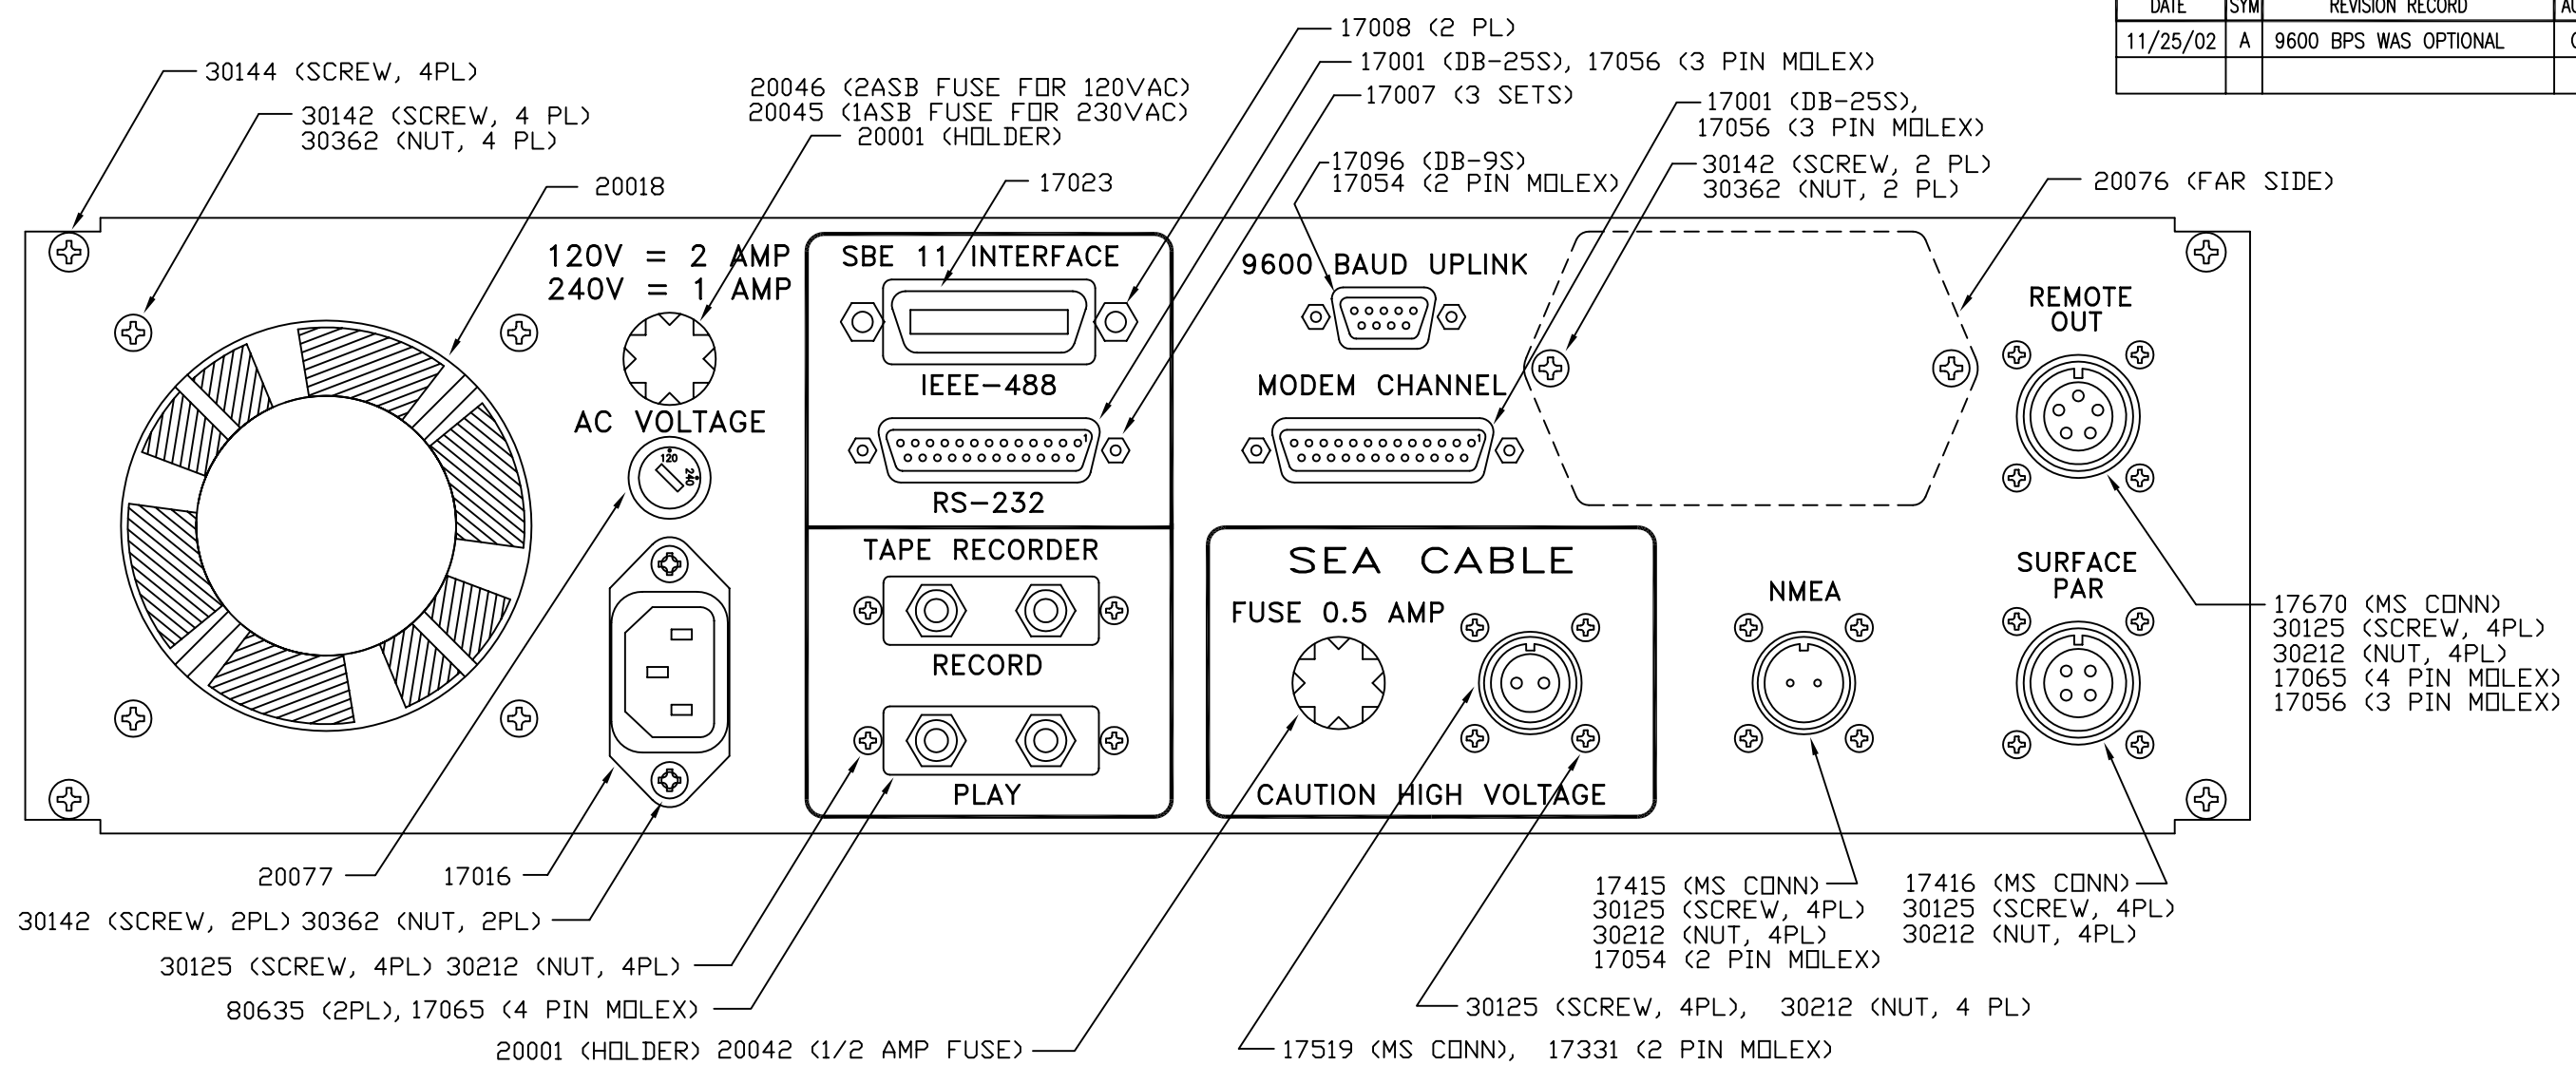 DATE SYM REVISION RECORD
11/25/02 A 9600 BPS WAS OPTIONAL
17008 (2 PL)
17001 (DB-25S), 17056 (3 PIN MOLEX)
17007 (3 SETS)
30144 (SCREW, 4PL)
30142 (SCREW, 4 PL)
30362 (NUT, 4 PL)
20018
20046 (2ASB FUSE FOR 120VAC)
20045 (1ASB FUSE FOR 230VAC)
20001 (HOLDER)
17023
17096 (DB-9S)
17054 (2 PIN MOLEX)
17001 (DB-25S),
17056 (3 PIN MOLEX)
30142 (SCREW, 2 PL)
30362 (NUT, 2 PL)
20076 (FAR SIDE)
120V = 2 AMP
240V = 1 AMP
AC VOLTAGE
120
240
SBE 11 INTERFACE
IEEE-488
1
RS-232
TAPE RECORDER
RECORD
PLAY
9600 BAUD UPLINK
MODEM CHANNEL
1
SEA CABLE
FUSE 0.5 AMP
CAUTION HIGH VOLTAGE
NMEA
REMOTE
OUT
SURFACE
PAR
17670 (MS CONN)
30125 (SCREW, 4PL)
30212 (NUT, 4PL)
17065 (4 PIN MOLEX)
17056 (3 PIN MOLEX)
20077
17016
30142 (SCREW, 2PL) 30362 (NUT, 2PL)
30125 (SCREW, 4PL) 30212 (NUT, 4PL)
80635 (2PL), 17065 (4 PIN MOLEX)
20001 (HOLDER) 20042 (1/2 AMP FUSE)
17415 (MS CONN)
30125 (SCREW, 4PL)
30212 (NUT, 4PL)
17054 (2 PIN MOLEX)
17416 (MS CONN)
30125 (SCREW, 4PL)
30212 (NUT, 4PL)
30125 (SCREW, 4PL), 30212 (NUT, 4 PL)
17519 (MS CONN), 17331 (2 PIN MOLEX)